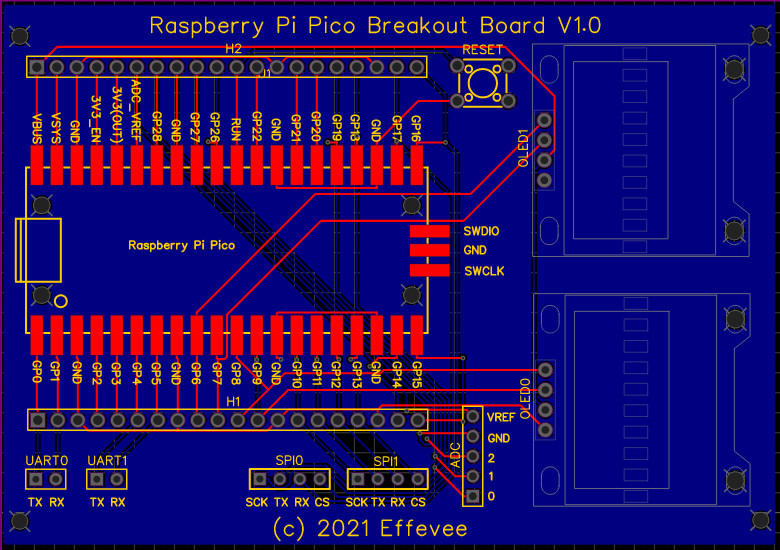 Raspberry Pi Pico Breakout Board V1.0
H2
J1
RESET
VBUS
VSYS
GND
3V3_EN
3V3(OUT)
ADC_VREF
GP28
GND
GP27
GP26
RUN
GP22
GND
GP21
GP20
GP19
GP18
GND
GP17
GP16
OLED1
Raspberry Pi Pico
SWDIO
GND
SWCLK
GP0
GP1
GND
GP2
GP3
GP4
GP5
GND
GP6
GP7
GP8
GP9
GND
GP10
GP11
GP12
GP13
GND
GP14
GP15
OLED0
H1
VREF
GND
2
1
0
ADC
UART0
TX RX
UART1
TX RX
SPI0
SCK TX RX CS
SPI1
SCK TX RX CS
(c) 2021 Effevee